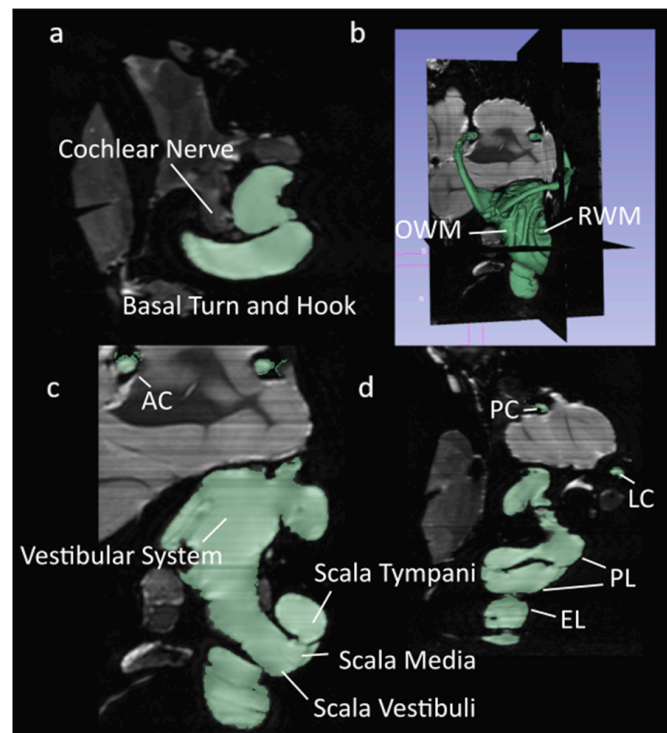 a
b
Cochlear Nerve
OWM
RWM
Basal Turn and Hook
c
d
AC
PC
LC
Vestibular System
Scala Tympani
PL
EL
Scala Media
Scala Vestibuli